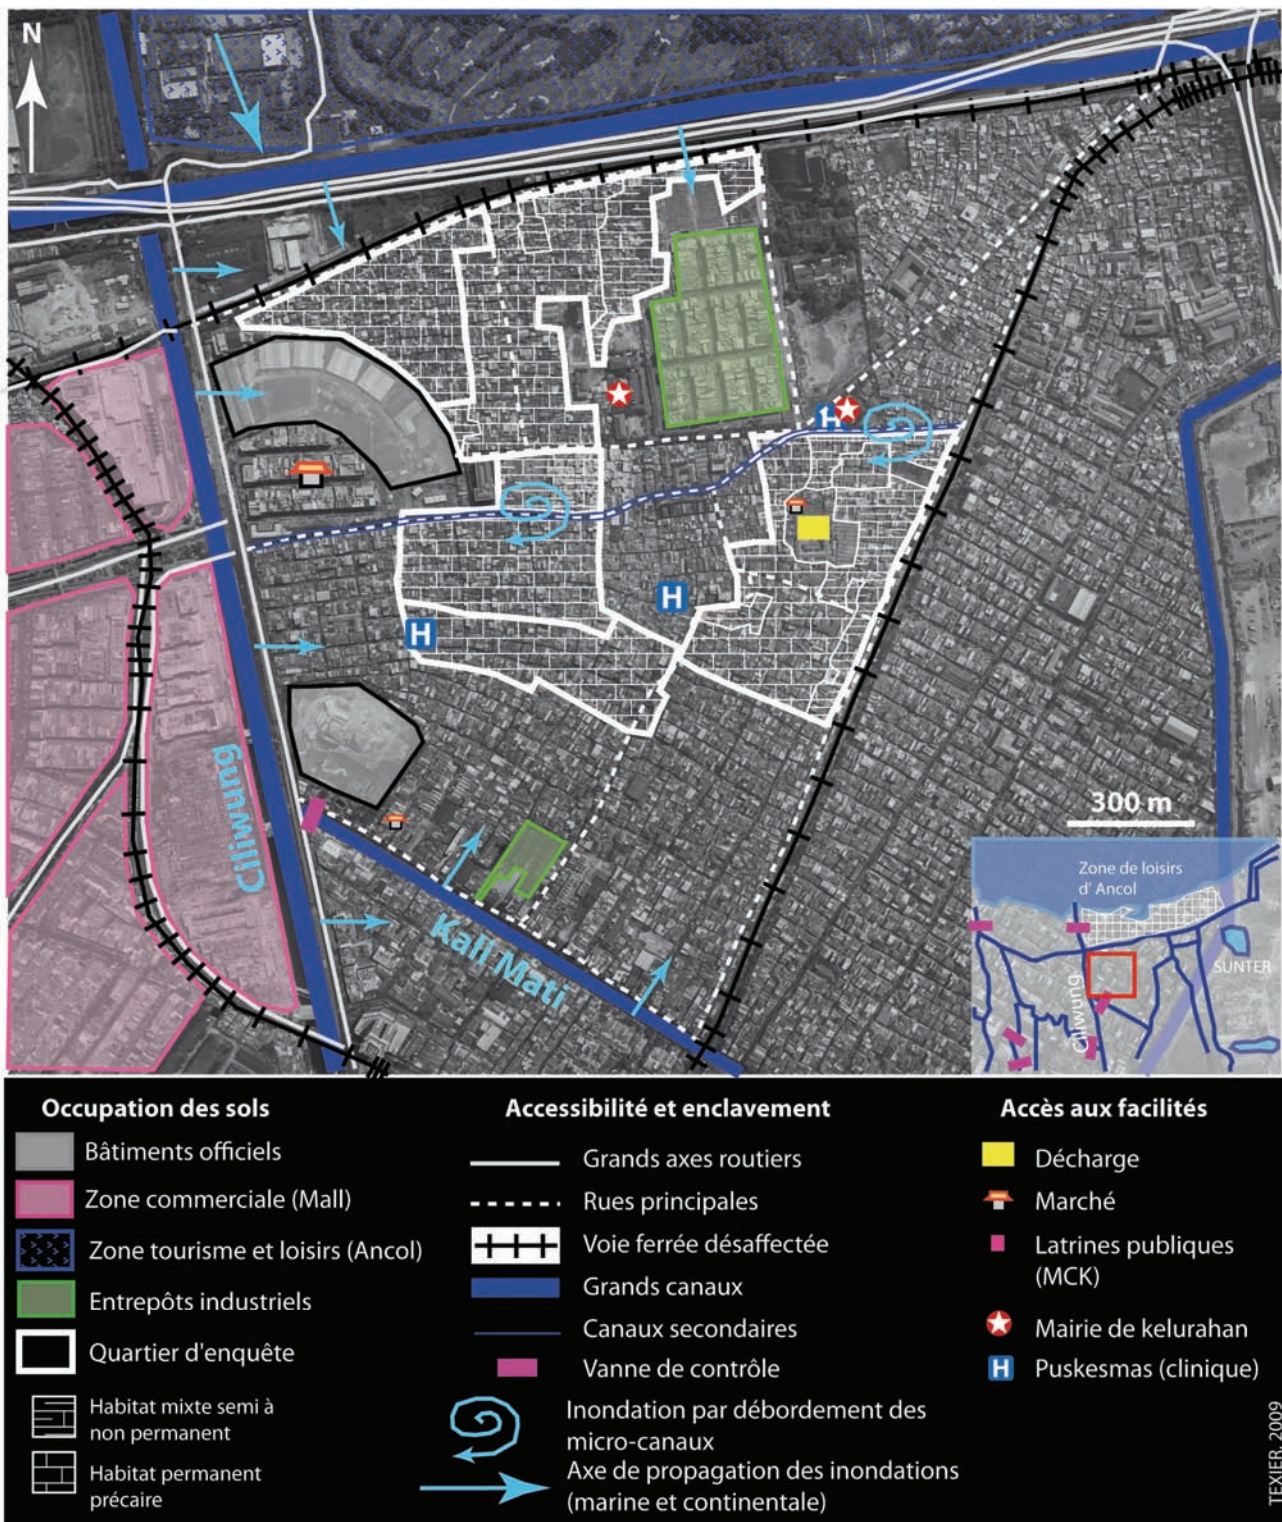 N
H
H
H
Ciliwung
Kali Mati
300 m
Zone de loisirs
d' Ancol
SUNTER
Ciliwung
Occupation des sols
Bâtiments officiels
Zone commerciale (Mall)
Zone tourisme et loisirs (Ancol)
Entrepôts industriels
Quartier d'enquête
Habitat mixte semi à
non permanent
Habitat permanent
précaire
Accessibilité et enclavement
Grands axes routiers
Rues principales
Voie ferrée désaffectée
Grands canaux
Canaux secondaires
Vanne de contrôle
Inondation par débordement des
micro-canaux
Axe de propagation des inondations
(marine et continentale)
Accès aux facilités
Décharge
Marché
Latrines publiques
(MCK)
Mairie de kelurahan
H Puskesmas (clinique)
TEXIER 2009